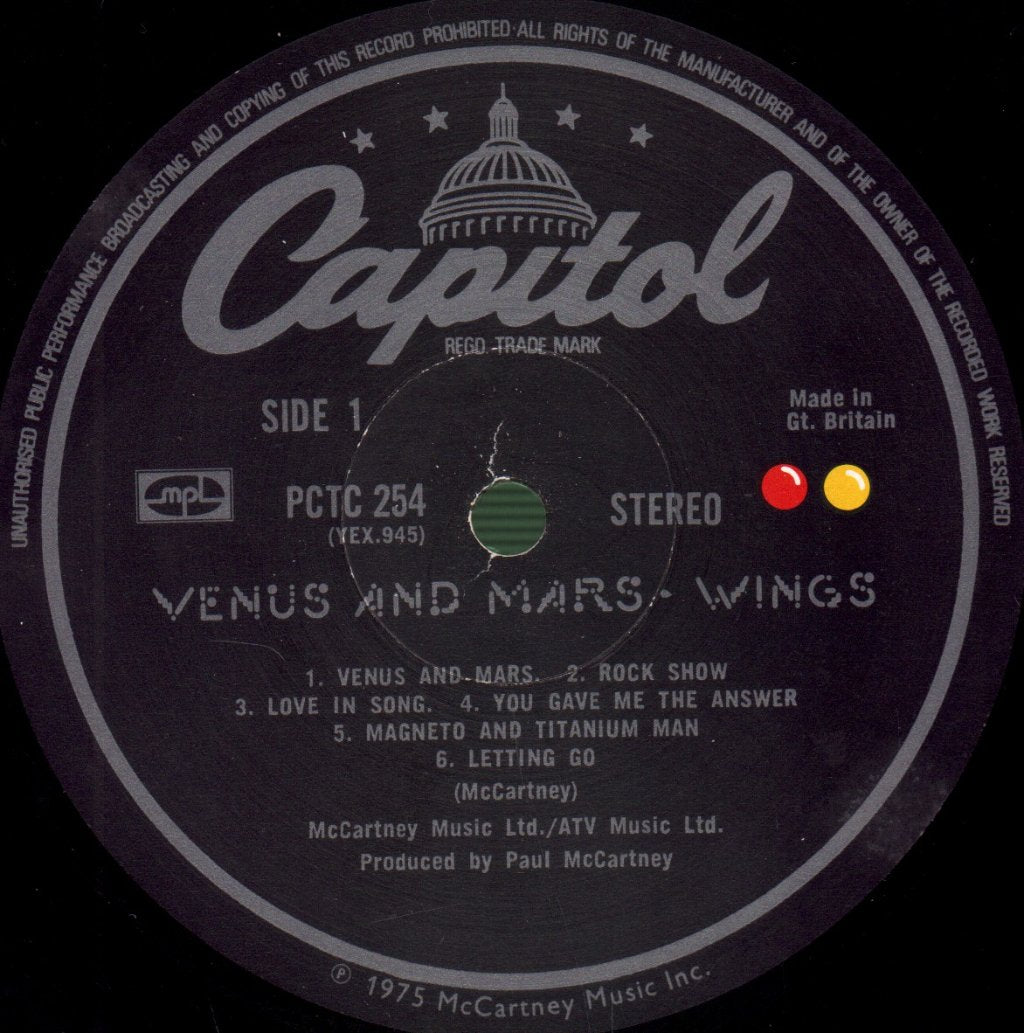 UNAUTHORISED PUBLIC PERFORMANCE BROADCASTING AND COPYING OF THIS RECORD PROHIBITED·ALL RIGHTS OF THE MANUFACTURER AND OF THE OWNER OF THE RECORDED WORK RESERVED
Capitol
REGD. TRADE MARK
SIDE 1
Made in
Gt. Britain
mpl
PCTC 254
STEREO
(YEX.945)
VENUS AND MARS · WINGS
1. VENUS AND MARS. 2. ROCK SHOW
3. LOVE IN SONG. 4. YOU GAVE ME THE ANSWER
5. MAGNETO AND TITANIUM MAN
6. LETTING GO
(McCartney)
McCartney Music Ltd./ATV Music Ltd.
Produced by Paul McCartney
℗ 1975 McCartney Music Inc.